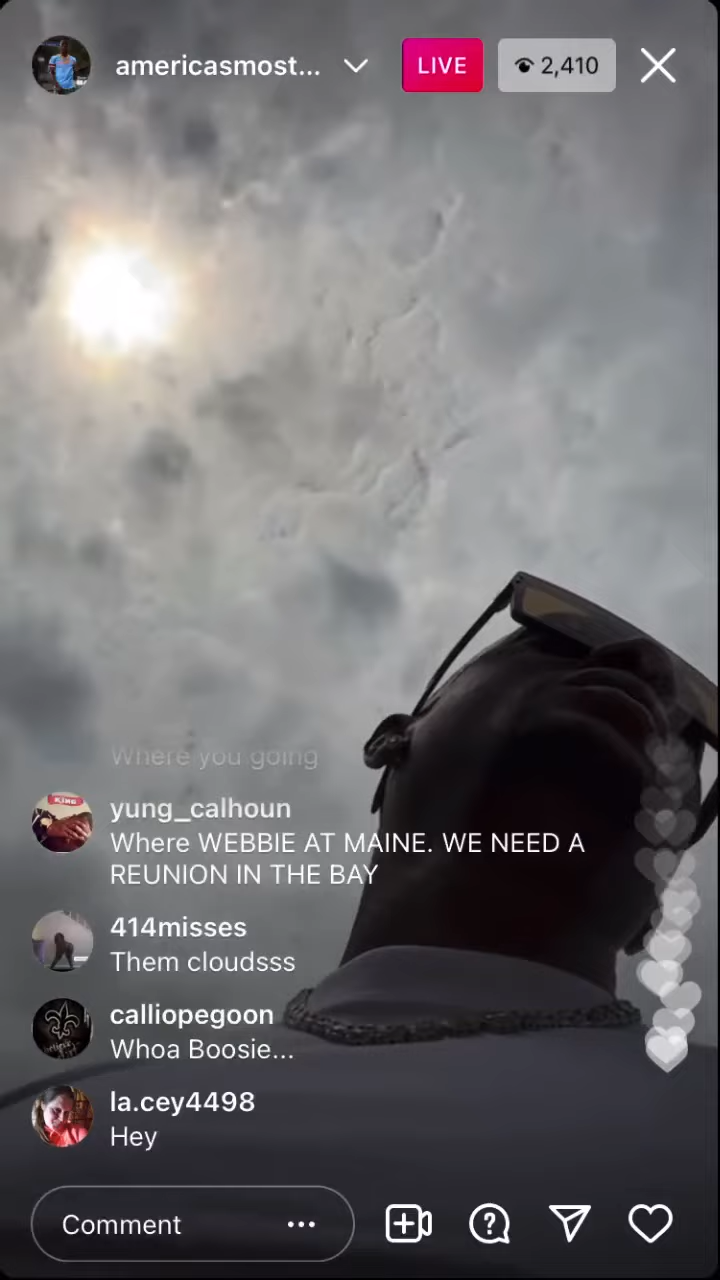 americasmost...
LIVE
2,410
Where you going
yung_calhoun
Where WEBBIE AT MAINE. WE NEED A
REUNION IN THE BAY
414misses
Them cloudsss
calliopegoon
Whoa Boosie...
la.cey4498
Hey
Comment
KING